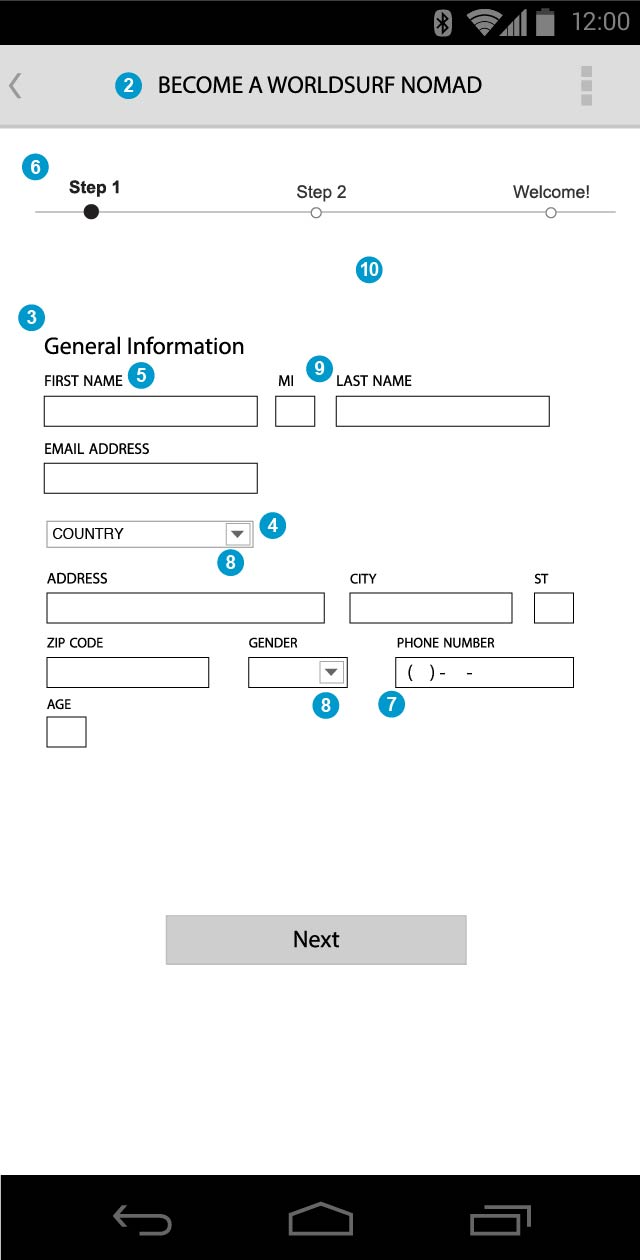 12:00
2 BECOME A WORLDSURF NOMAD
6
Step 1 Step 2 Welcome!
10
3
General Information
FIRST NAME 5 MI 9 LAST NAME
EMAIL ADDRESS
COUNTRY 4
8
ADDRESS CITY ST
ZIP CODE GENDER PHONE NUMBER
( ) - -
8 7
AGE
Next